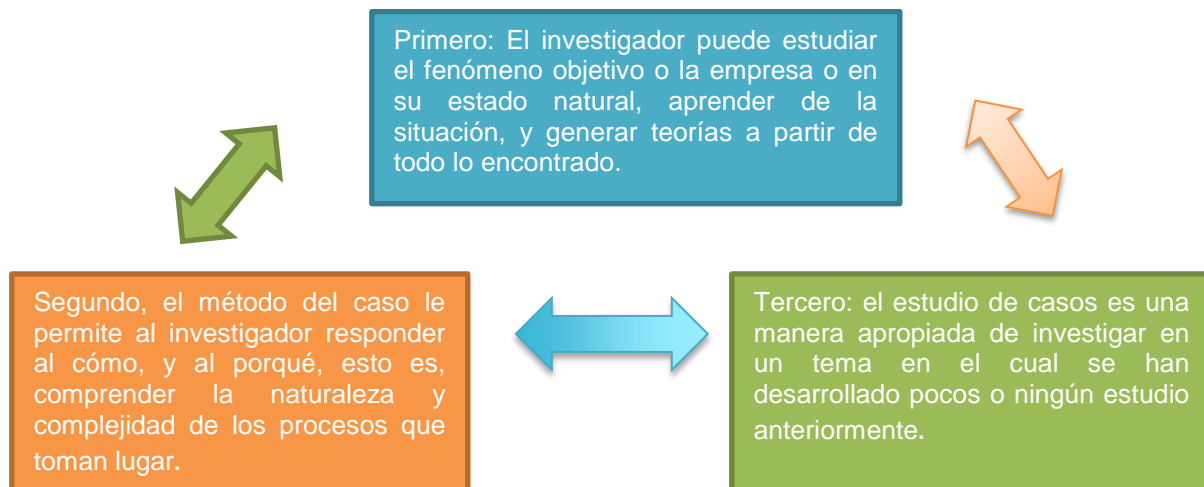 Primero: El investigador puede estudiar
el fenómeno objetivo o la empresa o en
su estado natural, aprender de la
situación, y generar teorías a partir de
todo lo encontrado.
Segundo, el método del caso le
permite al investigador responder
al cómo, y al porqué, esto es,
comprender la naturaleza y
complejidad de los procesos que
toman lugar.
Tercero: el estudio de casos es una
manera apropiada de investigar en
un tema en el cual se han
desarrollado pocos o ningún estudio
anteriormente.